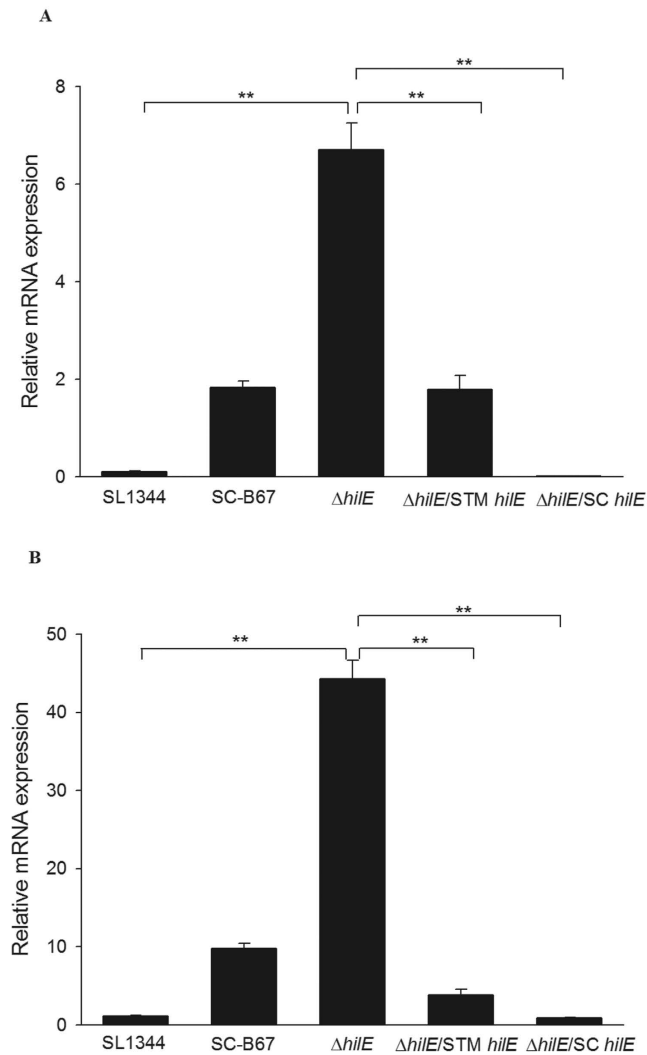 A
Relative mRNA expression
8
6
4
2
0
**
**
**
SL1344
SC-B67
ΔhilE
ΔhilE/STM hilE
ΔhilE/SC hilE
B
Relative mRNA expression
50
40
30
20
10
0
**
**
**
SL1344
SC-B67
ΔhilE
ΔhilE/STM hilE
ΔhilE/SC hilE